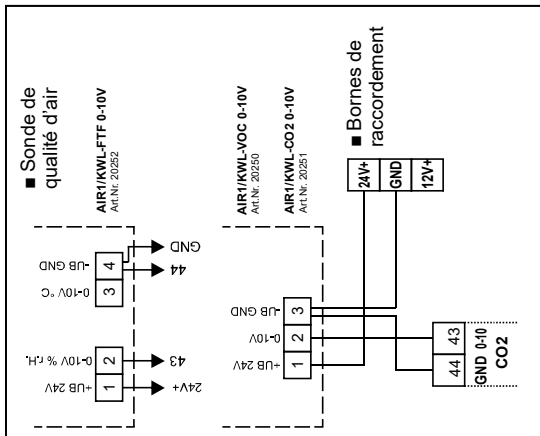 ■ Sonde de
qualité d'air
AIR1/KWL-FTF 0-10V
Art.Nr. 20252
+UB 24V
0-10V % r.H.
0-10V °C
-UB GND
1
2
3
4
24V+
43
44
GND
AIR1/KWL-VOC 0-10V
Art.Nr. 20250
AIR1/KWL-CO2 0-10V
Art.Nr. 20251
+UB 24V
0-10V
-UB GND
1
2
3
■ Bornes de
raccordement
24V+
GND
12V+
44
43
GND 0-10
CO2